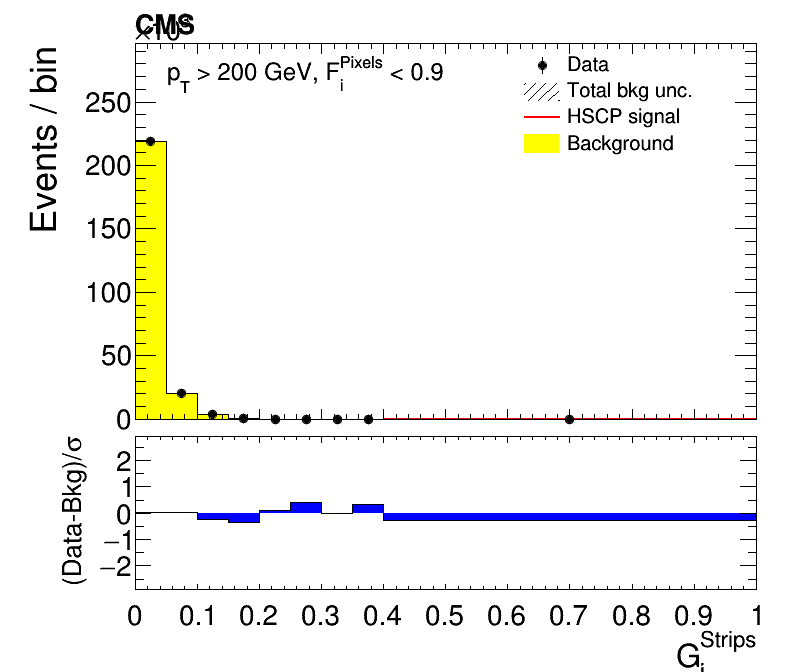 CMS
×10³
Events / bin
p_T > 200 GeV, F_i^Pixels < 0.9
Data
Total bkg unc.
HSCP signal
Background
250
200
150
100
50
0
(Data-Bkg)/σ
2
1
0
−1
−2
0 0.1 0.2 0.3 0.4 0.5 0.6 0.7 0.8 0.9 1
G_i^Strips